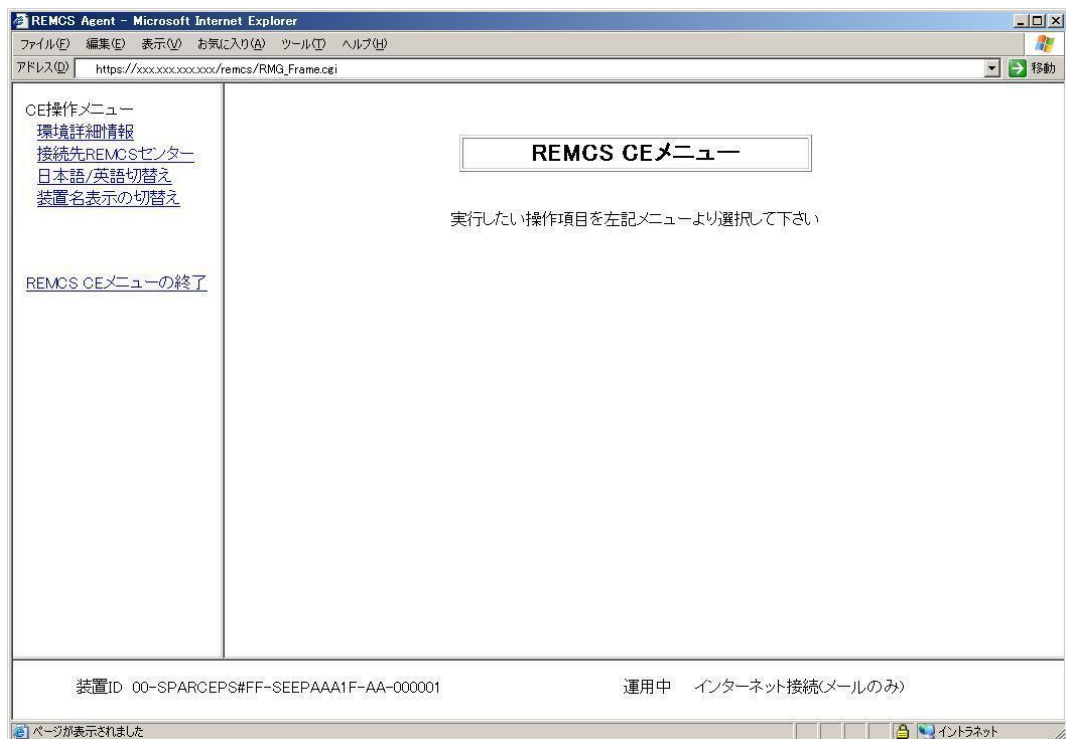 REMCS Agent - Microsoft Internet Explorer
ファイル(F) 編集(E) 表示(V) お気に入り(A) ツール(T) ヘルプ(H)
アドレス(D) https://xxx.xxx.xxx.xxx/remcs/RMG_Frame.cgi 移動
CE操作メニュー
環境詳細情報
接続先REMCSセンター
日本語/英語切替え
装置名表示の切替え
REMCS CEメニューの終了
REMCS CEメニュー
実行したい操作項目を左記メニューより選択して下さい
装置ID 00-SPARCEPS#FF-SEEPAAA1F-AA-000001 運用中 インターネット接続(メールのみ)
ページが表示されました イントラネット